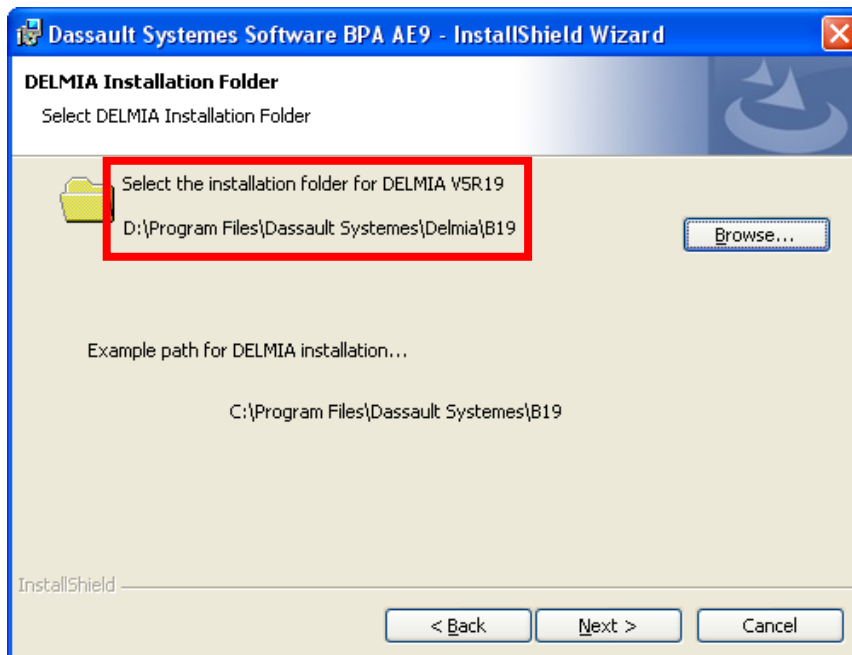 Dassault Systemes Software BPA AE9 - InstallShield Wizard
DELMIA Installation Folder
Select DELMIA Installation Folder
Select the installation folder for DELMIA V5R19
D:\Program Files\Dassault Systemes\Delmia\B19
Browse...
Example path for DELMIA installation...
C:\Program Files\Dassault Systemes\B19
InstallShield
< Back
Next >
Cancel